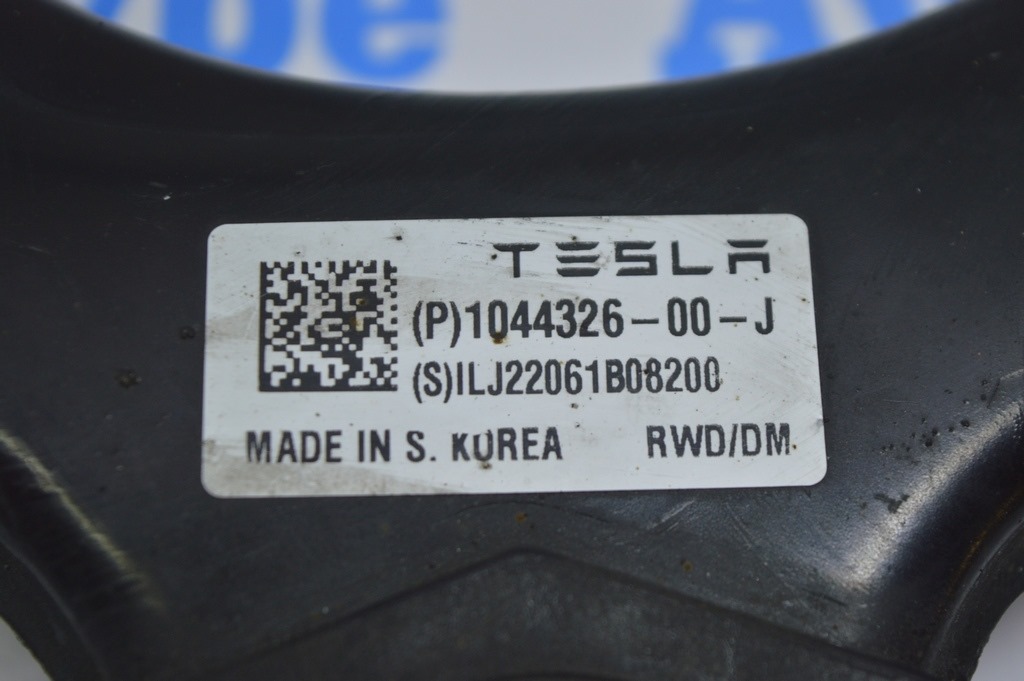 TESLA
(P)1044326-00-J
(S)ILJ22061B08200
MADE IN S. KOREA RWD/DM